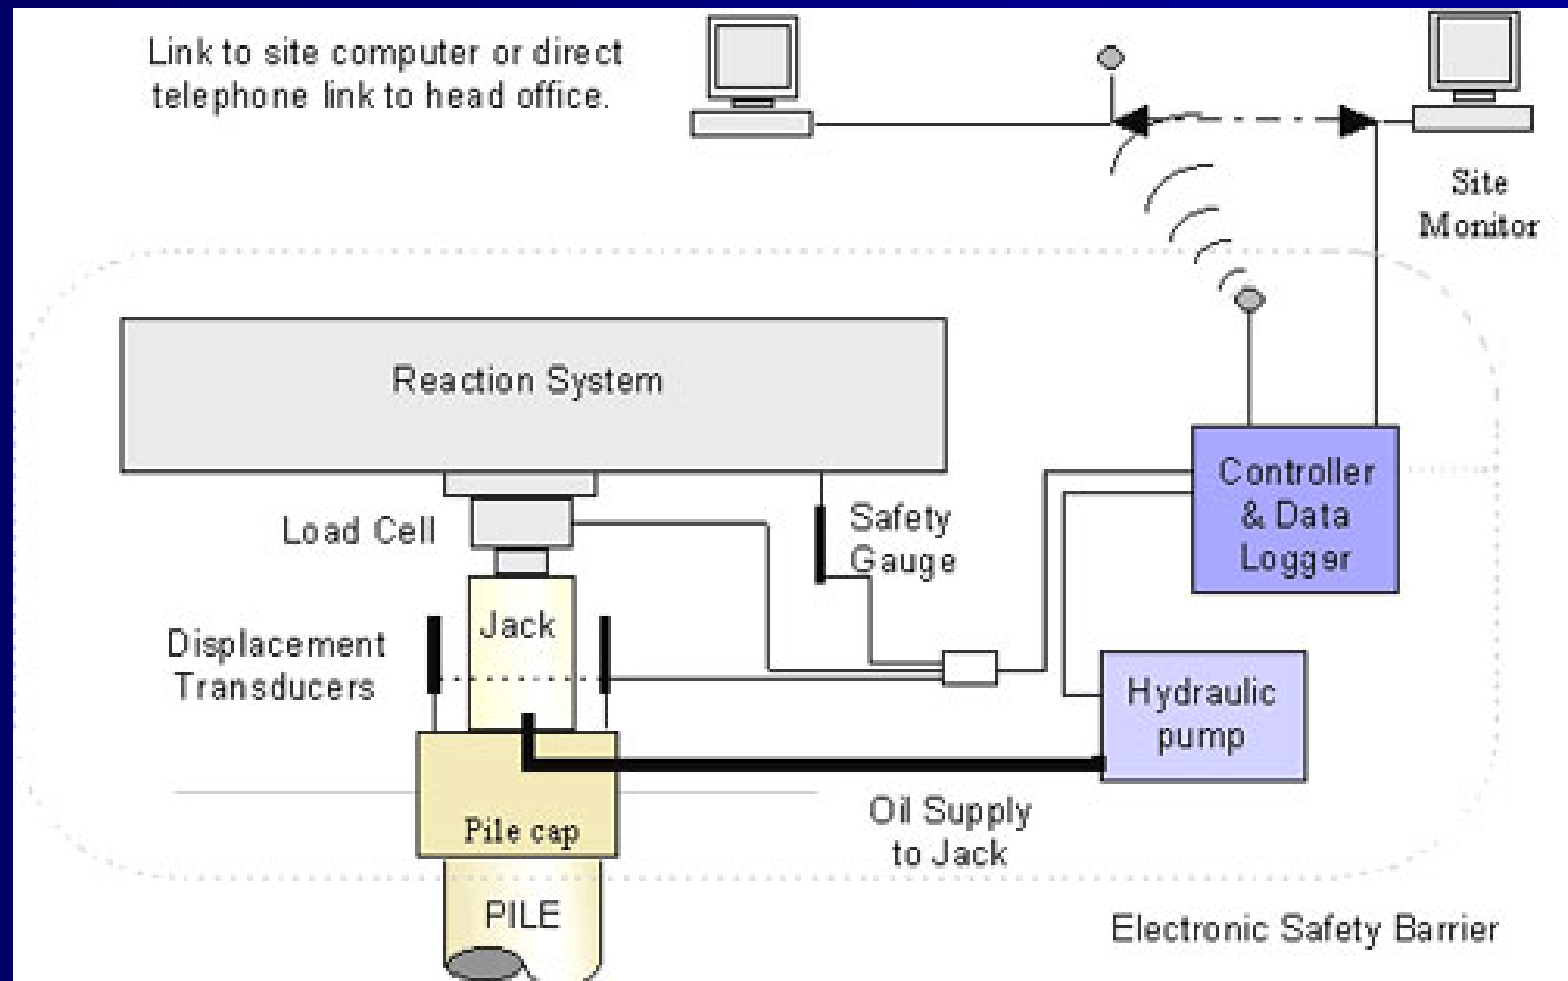 Link to site computer or direct
telephone link to head office.
Site
Monitor
Reaction System
Controller
& Data
Logger
Load Cell
Safety
Gauge
Jack
Displacement
Transducers
Hydraulic
pump
Oil Supply
to Jack
Pile cap
PILE
Electronic Safety Barrier